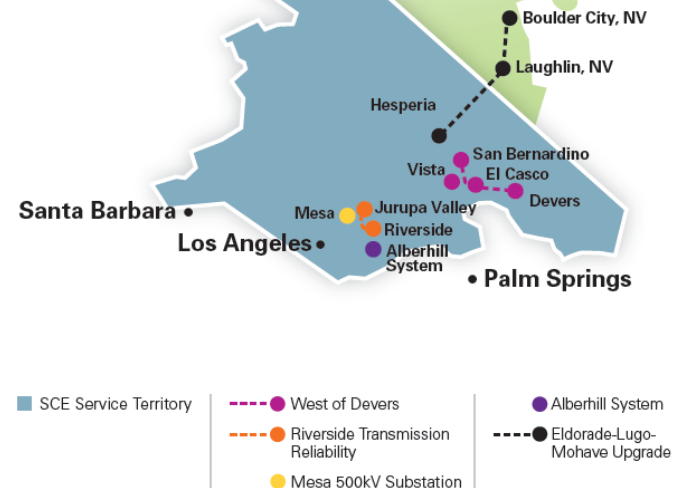 Boulder City, NV
Laughlin, NV
Hesperia
San Bernardino
Vista
El Casco
Devers
Santa Barbara
Mesa
Jurupa Valley
Riverside
Los Angeles
Alberhill
System
Palm Springs
SCE Service Territory
West of Devers
Riverside Transmission
Reliability
Mesa 500kV Substation
Alberhill System
Eldorade-Lugo-
Mohave Upgrade